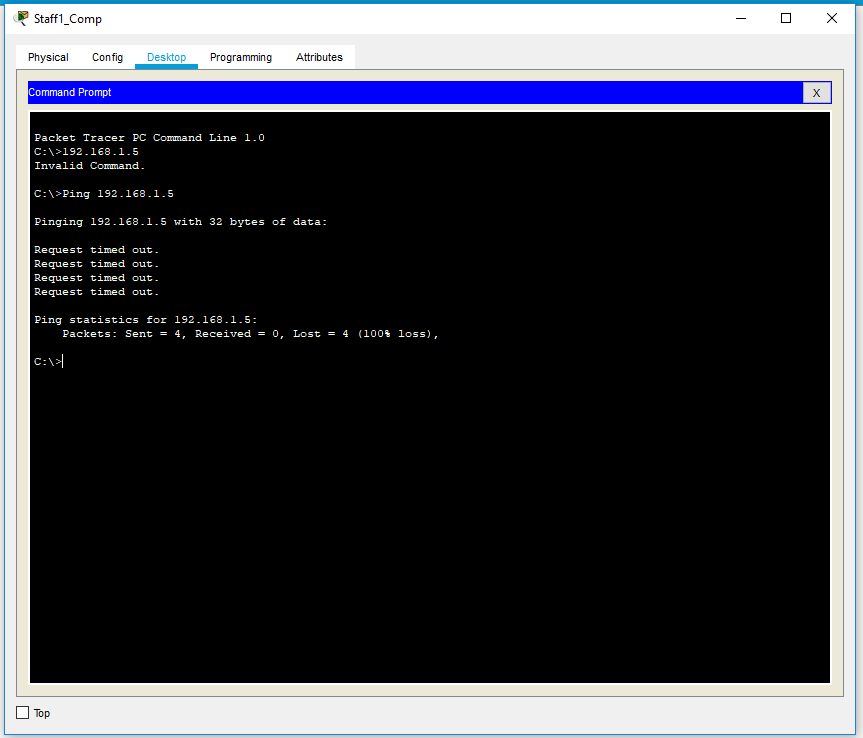 Staff1_Comp
Physical Config Desktop Programming Attributes
Command Prompt X
Packet Tracer PC Command Line 1.0
C:\>192.168.1.5
Invalid Command.
C:\>Ping 192.168.1.5
Pinging 192.168.1.5 with 32 bytes of data:
Request timed out.
Request timed out.
Request timed out.
Request timed out.
Ping statistics for 192.168.1.5:
    Packets: Sent = 4, Received = 0, Lost = 4 (100% loss),
C:\>
Top